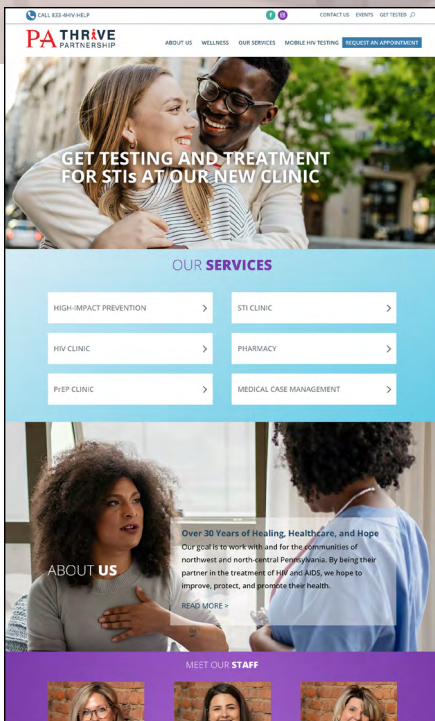 CALL 833-4HIV-HELP
CONTACT US EVENTS GET TESTED
PA THRIVE
PARTNERSHIP
ABOUT US WELLNESS OUR SERVICES MOBILE HIV TESTING REQUEST AN APPOINTMENT
GET TESTING AND TREATMENT
FOR STIs AT OUR NEW CLINIC
OUR SERVICES
HIGH-IMPACT PREVENTION >
STI CLINIC >
HIV CLINIC >
PHARMACY >
PrEP CLINIC >
MEDICAL CASE MANAGEMENT >
ABOUT US
Over 30 Years of Healing, Healthcare, and Hope
Our goal is to work with and for the communities of
northwest and north-central Pennsylvania. By being their
partner in the treatment of HIV and AIDS, we hope to
improve, protect, and promote their health.
READ MORE >
MEET OUR STAFF